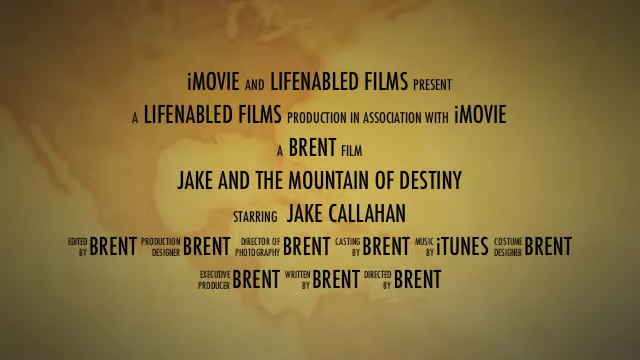 iMOVIE AND LIFENABLED FILMS PRESENT
A LIFENABLED FILMS PRODUCTION IN ASSOCIATION WITH iMOVIE
A BRENT FILM
JAKE AND THE MOUNTAIN OF DESTINY
STARRING JAKE CALLAHAN
EDITED BY BRENT PRODUCTION DESIGNER BRENT DIRECTOR OF PHOTOGRAPHY BRENT CASTING BY BRENT MUSIC BY iTUNES COSTUME DESIGNER BRENT
EXECUTIVE PRODUCER BRENT WRITTEN BY BRENT DIRECTED BY BRENT